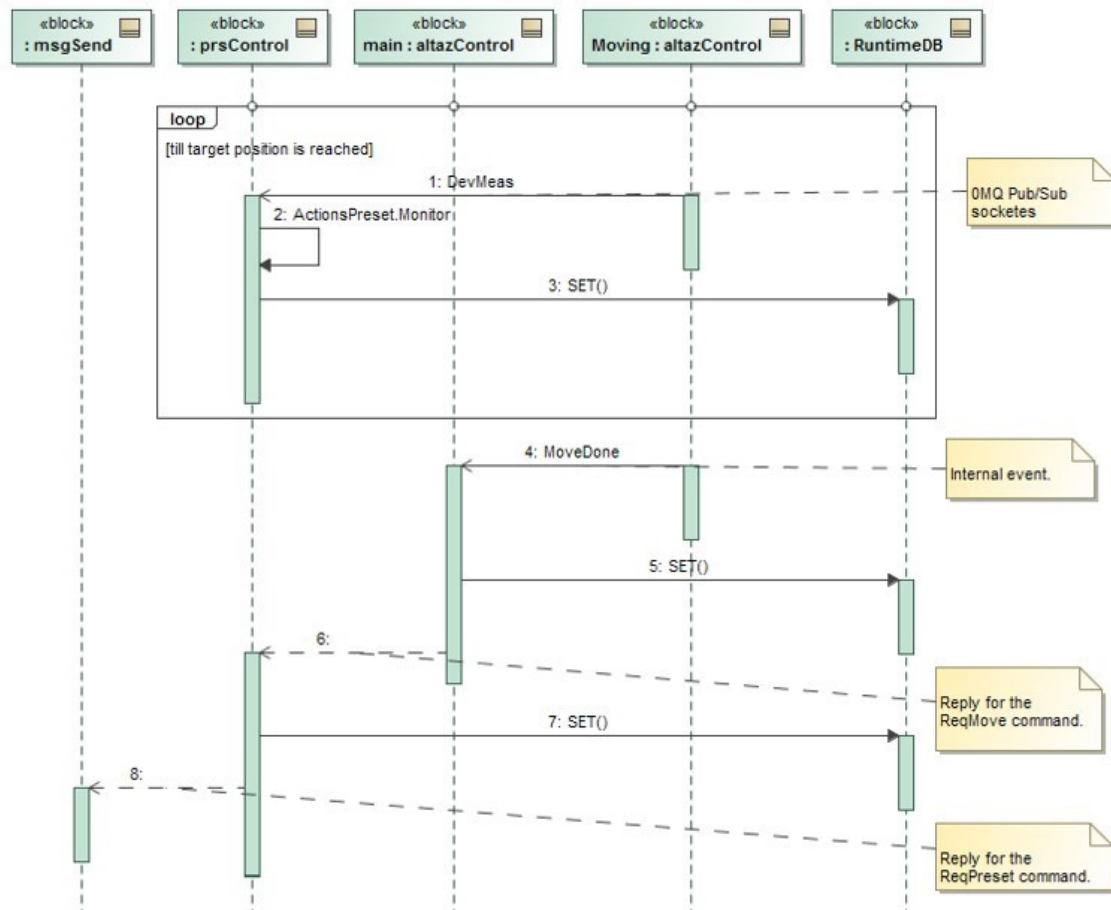 «block»
: msgSend
«block»
: prsControl
«block»
main : altazControl
«block»
Moving : altazControl
«block»
: RuntimeDB
loop
[till target position is reached]
1: DevMeas
0MQ Pub/Sub
socketes
2: ActionsPreset.Monitor
3: SET()
4: MoveDone
Internal event.
5: SET()
6:
Reply for the
ReqMove command.
7: SET()
8:
Reply for the
ReqPreset command.